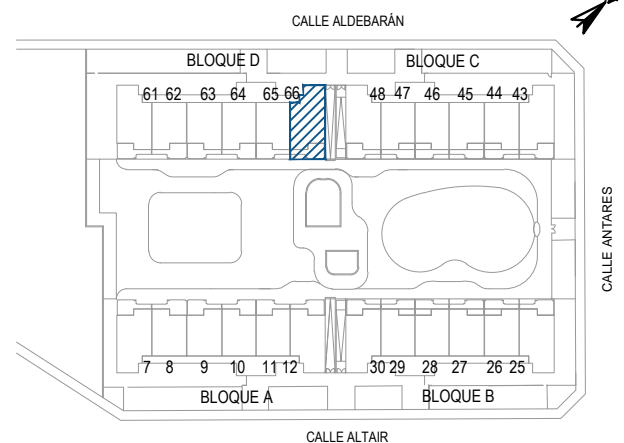 CALLE ALDEBARÁN
BLOQUE D
BLOQUE C
61 62 63 64 65 66
48 47 46 45 44 43
CALLE ANTARES
7 8 9 10 11 12
30 29 28 27 26 25
BLOQUE A
BLOQUE B
CALLE ALTAIR